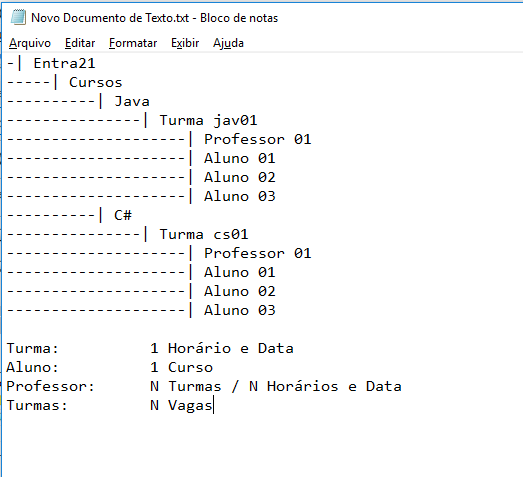 Novo Documento de Texto.txt - Bloco de notas
Arquivo Editar Formatar Exibir Ajuda
-| Entra21
-----| Cursos
----------| Java
---------------| Turma jav01
--------------------| Professor 01
--------------------| Aluno 01
--------------------| Aluno 02
--------------------| Aluno 03
----------| C#
---------------| Turma cs01
--------------------| Professor 01
--------------------| Aluno 01
--------------------| Aluno 02
--------------------| Aluno 03
Turma:          1 Horário e Data
Aluno:          1 Curso
Professor:      N Turmas / N Horários e Data
Turmas:         N Vagas